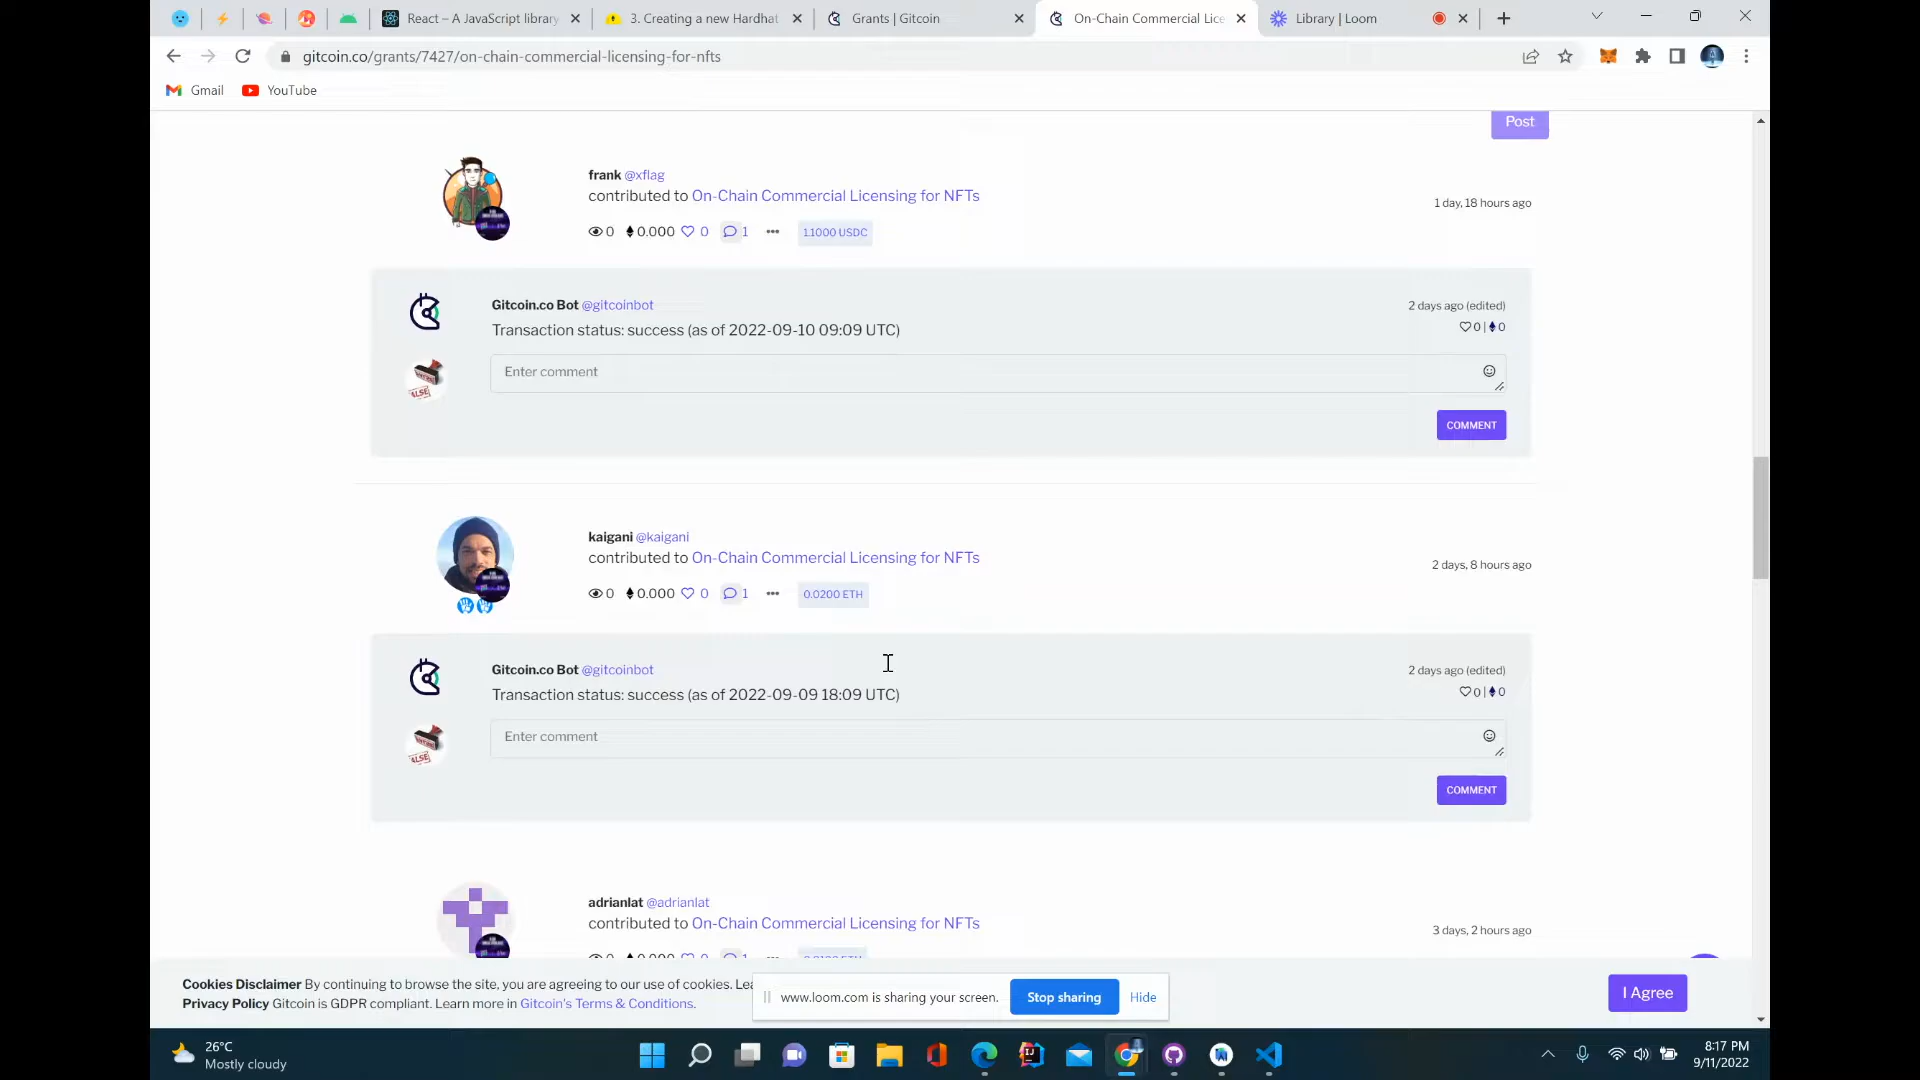 React – A JavaScript library
3. Creating a new Hardhat
Grants | Gitcoin
On-Chain Commercial Lice
Library | Loom
gitcoin.co/grants/7427/on-chain-commercial-licensing-for-nfts
Gmail
YouTube
Post
frank @xflag
contributed to On-Chain Commercial Licensing for NFTs
1 day, 18 hours ago
0 0.000 0 1 ••• 1.1000 USDC
Gitcoin.co Bot @gitcoinbot
2 days ago (edited)
Transaction status: success (as of 2022-09-10 09:09 UTC)
0 | 0
Enter comment
COMMENT
kaigani @kaigani
contributed to On-Chain Commercial Licensing for NFTs
2 days, 8 hours ago
0 0.000 0 1 ••• 0.0200 ETH
Gitcoin.co Bot @gitcoinbot
2 days ago (edited)
Transaction status: success (as of 2022-09-09 18:09 UTC)
0 | 0
Enter comment
COMMENT
adrianlat @adrianlat
contributed to On-Chain Commercial Licensing for NFTs
3 days, 2 hours ago
Cookies Disclaimer By continuing to browse the site, you are agreeing to our use of cookies. Lea
Privacy Policy Gitcoin is GDPR compliant. Learn more in Gitcoin's Terms & Conditions.
www.loom.com is sharing your screen.
Stop sharing
Hide
I Agree
26°C
Mostly cloudy
8:17 PM
9/11/2022